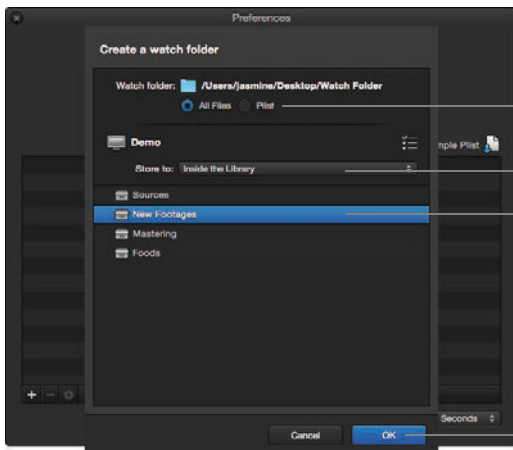 Preferences
Create a watch folder
Watch folder: /Users/jasmine/Desktop/Watch Folder
All Files Plist
Demo
mple Plist
Store to: Inside the Library
Sources
New Footages
Mastering
Foods
Seconds
Cancel OK